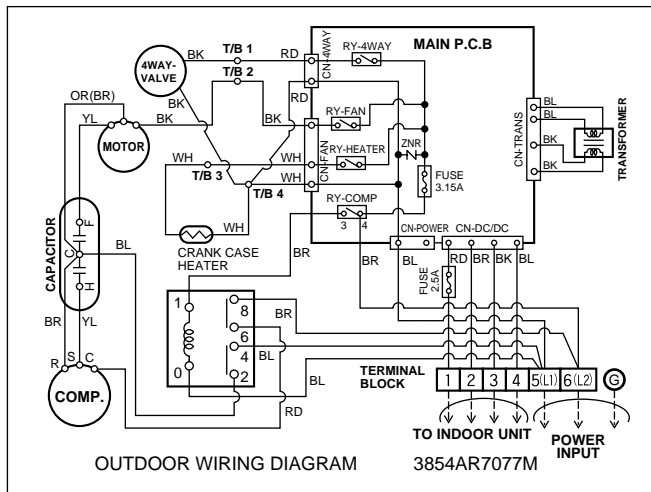 MAIN P.C.B
4WAY-
VALVE
BK
T/B 1
RD
CN-4WAY
RY-4WAY
T/B 2
BK
RD
OR(BR)
YL
MOTOR
BK
BK
RY-FAN
CN-FAN
WH
T/B 3
WH
RY-HEATER
ZNR
WH
T/B 4
WH
FUSE
3.15A
BL
BL
BK
BK
CN-TRANS
TRANSFORMER
CRANK CASE
HEATER
RY-COMP
3 4
CN-POWER
CN-DC/DC
BR
BR
BL
RD
BR
BK
BL
FUSE
2.5A
CAPACITOR
F
C
H
BL
BR
YL
R
S
C
COMP.
1
0
8
6
4
2
BR
BL
BL
RD
TERMINAL
BLOCK
1
2
3
4
5(L1)
6(L2)
G
TO INDOOR UNIT
POWER
INPUT
OUTDOOR WIRING DIAGRAM
3854AR7077M